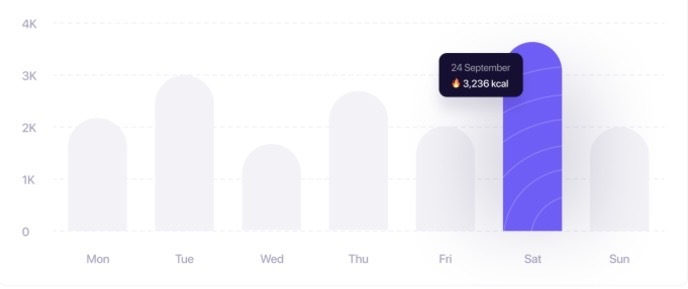 4K
3K
24 September
🔥 3,236 kcal
2K
1K
0
Mon Tue Wed Thu Fri Sat Sun